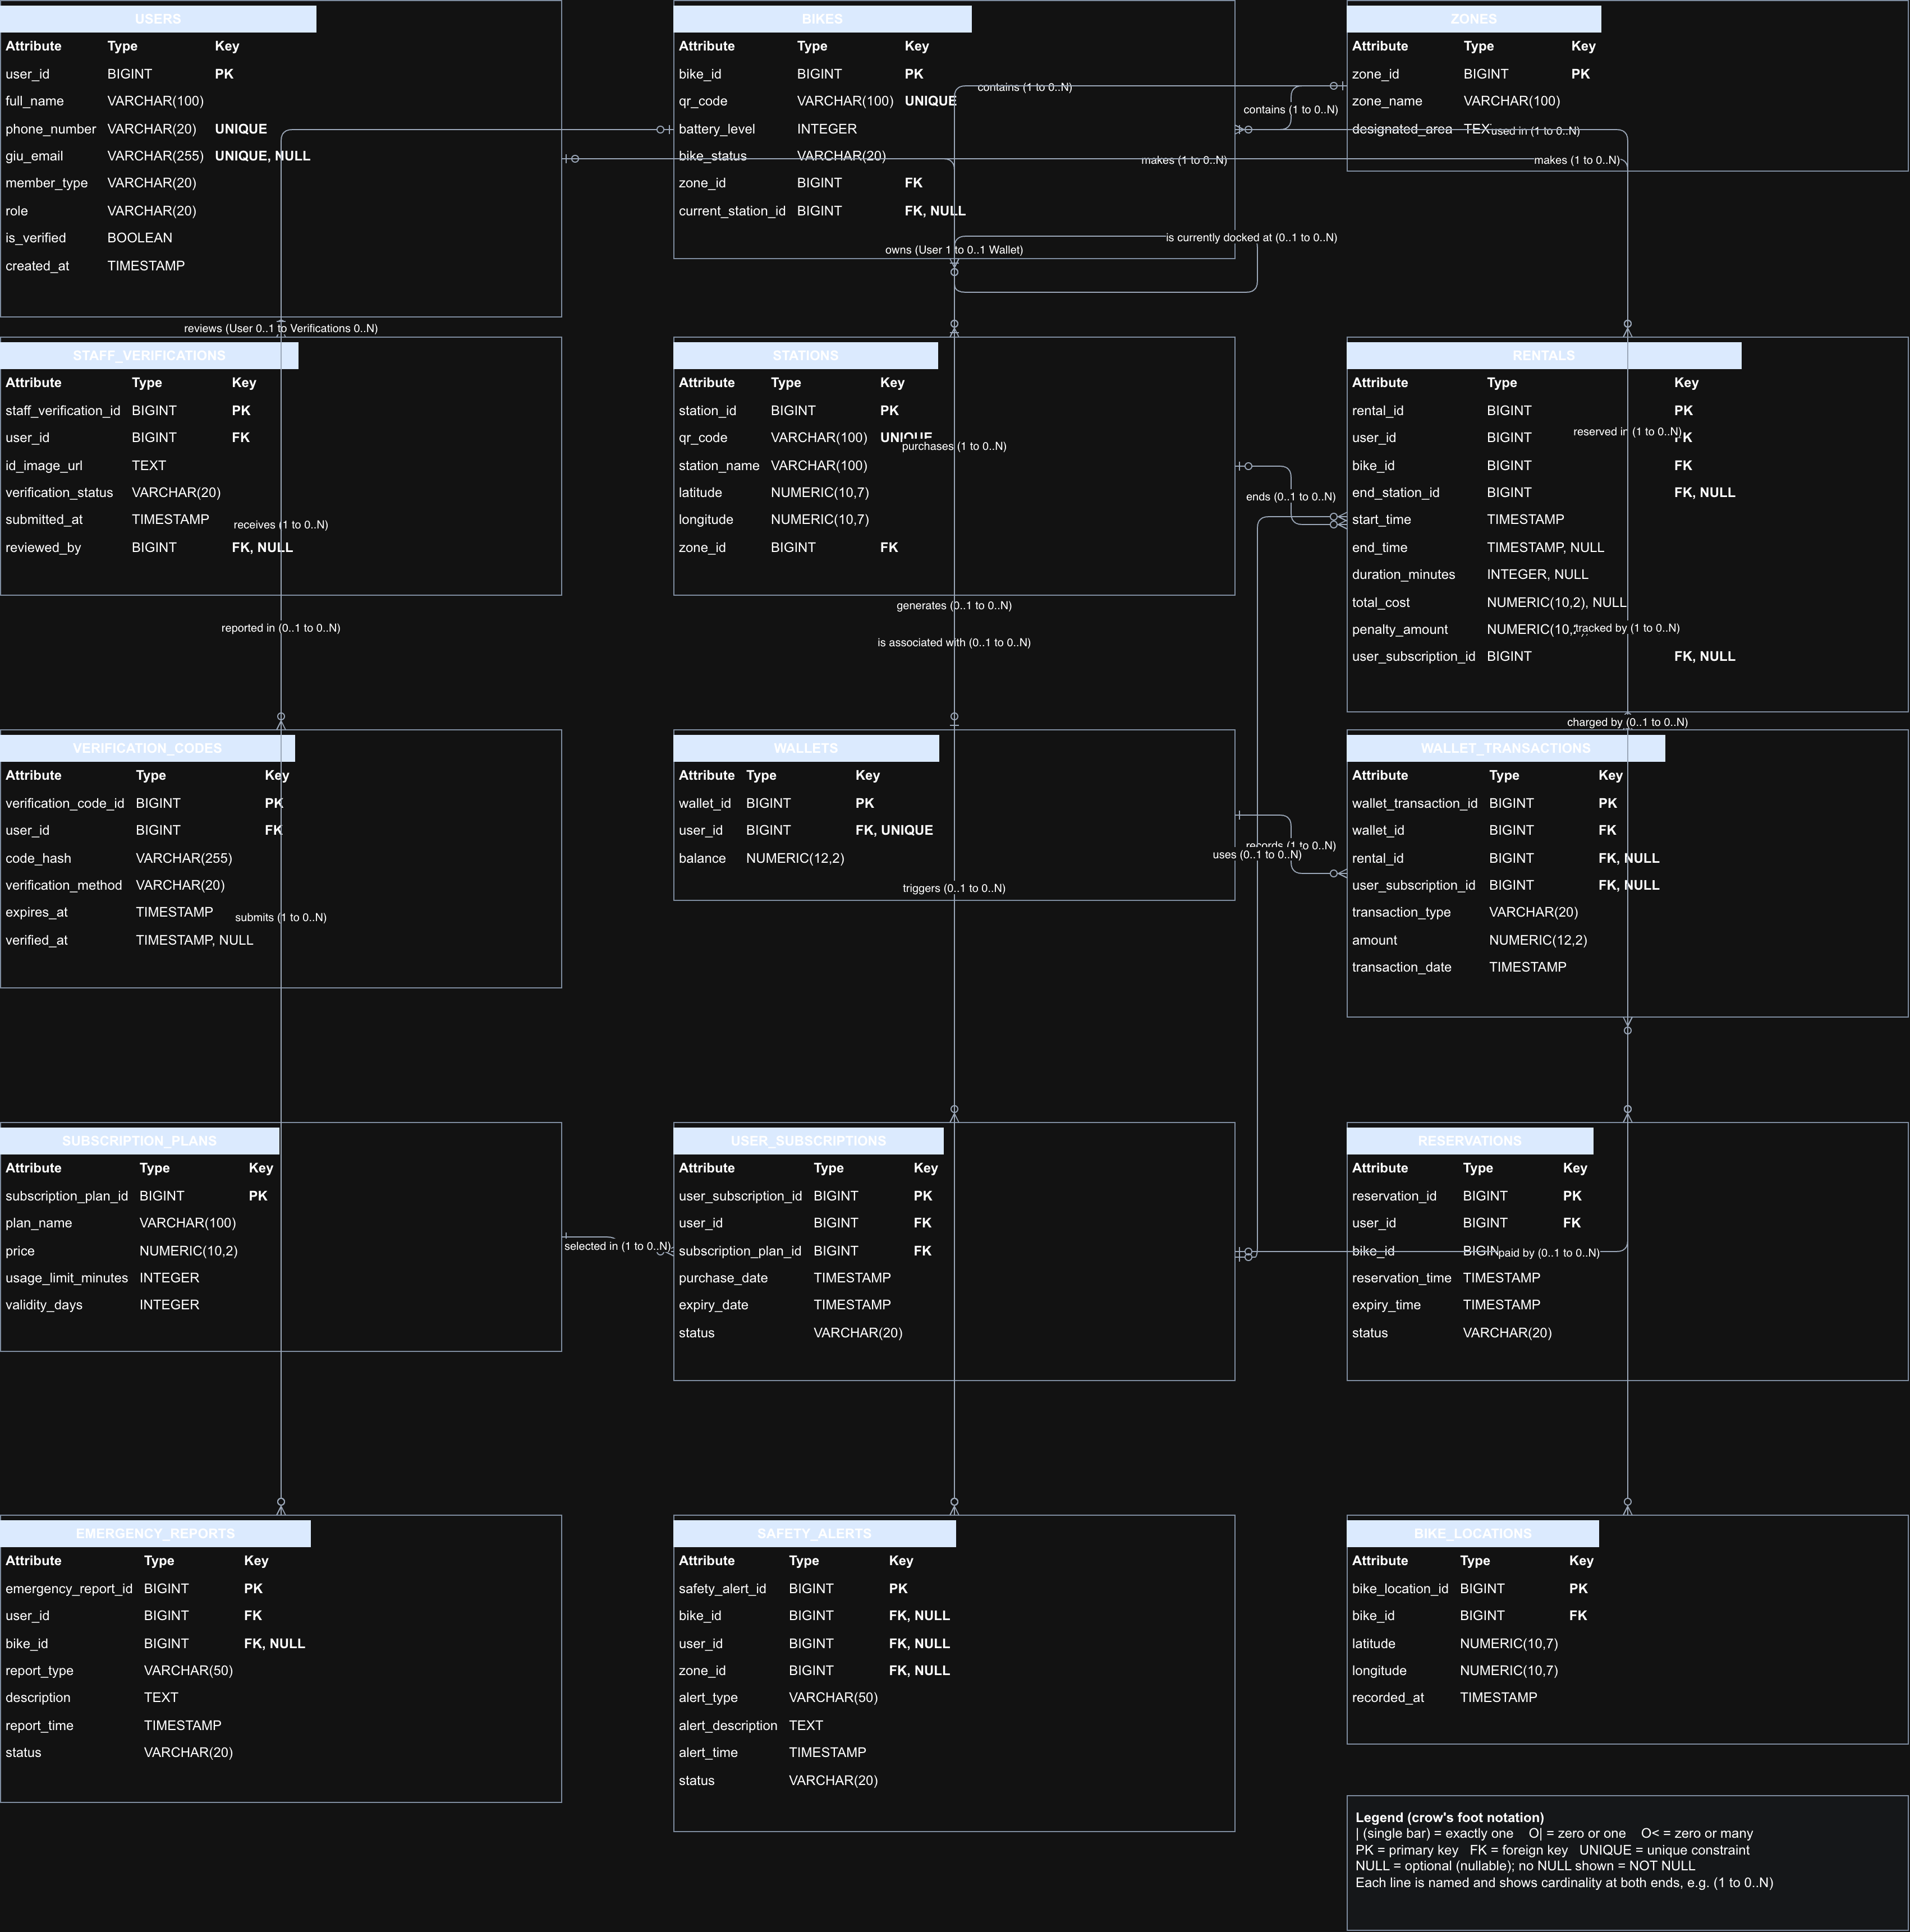 USERS
Attribute Type Key
user_id BIGINT PK
full_name VARCHAR(100)
phone_number VARCHAR(20) UNIQUE
giu_email VARCHAR(255) UNIQUE, NULL
member_type VARCHAR(20)
role VARCHAR(20)
is_verified BOOLEAN
created_at TIMESTAMP
BIKES
Attribute Type Key
bike_id BIGINT PK
qr_code VARCHAR(100) UNIQUE
battery_level INTEGER
bike_status VARCHAR(20)
zone_id BIGINT FK
current_station_id BIGINT FK, NULL
contains (1 to 0..N)
contains (1 to 0..N)
makes (1 to 0..N)
is currently docked at (0..1 to 0..N)
owns (User 1 to 0..1 Wallet)
ZONES
Attribute Type Key
zone_id BIGINT PK
zone_name VARCHAR(100)
designated_area
used in (1 to 0..N)
makes (1 to 0..N)
reviews (User 0..1 to Verifications 0..N)
STAFF_VERIFICATIONS
Attribute Type Key
staff_verification_id BIGINT PK
user_id BIGINT FK
id_image_url TEXT
verification_status VARCHAR(20)
submitted_at TIMESTAMP
receives (1 to 0..N)
reviewed_by BIGINT FK, NULL
reported in (0..1 to 0..N)
STATIONS
Attribute Type Key
station_id BIGINT PK
qr_code VARCHAR(100) UNIQUE
purchases (1 to 0..N)
station_name VARCHAR(100)
latitude NUMERIC(10,7)
longitude NUMERIC(10,7)
zone_id BIGINT FK
generates (0..1 to 0..N)
is associated with (0..1 to 0..N)
ends (0..1 to 0..N)
RENTALS
Attribute Type Key
rental_id BIGINT PK
reserved in (1 to 0..N)
user_id BIGINT FK
bike_id BIGINT FK
end_station_id BIGINT FK, NULL
start_time TIMESTAMP
end_time TIMESTAMP, NULL
duration_minutes INTEGER, NULL
total_cost NUMERIC(10,2), NULL
penalty_amount
tracked by (1 to 0..N)
user_subscription_id BIGINT FK, NULL
charged by (0..1 to 0..N)
VERIFICATION_CODES
Attribute Type Key
verification_code_id BIGINT PK
user_id BIGINT FK
code_hash VARCHAR(255)
verification_method VARCHAR(20)
expires_at TIMESTAMP
submits (1 to 0..N)
verified_at TIMESTAMP, NULL
WALLETS
Attribute Type Key
wallet_id BIGINT PK
user_id BIGINT FK, UNIQUE
balance NUMERIC(12,2)
triggers (0..1 to 0..N)
records (1 to 0..N)
uses (0..1 to 0..N)
WALLET_TRANSACTIONS
Attribute Type Key
wallet_transaction_id BIGINT PK
wallet_id BIGINT FK
rental_id BIGINT FK, NULL
user_subscription_id BIGINT FK, NULL
transaction_type VARCHAR(20)
amount NUMERIC(12,2)
transaction_date TIMESTAMP
SUBSCRIPTION_PLANS
Attribute Type Key
subscription_plan_id BIGINT PK
plan_name VARCHAR(100)
price NUMERIC(10,2)
usage_limit_minutes INTEGER
validity_days INTEGER
selected in (1 to 0..N)
USER_SUBSCRIPTIONS
Attribute Type Key
user_subscription_id BIGINT PK
user_id BIGINT FK
subscription_plan_id BIGINT FK
purchase_date TIMESTAMP
expiry_date TIMESTAMP
status VARCHAR(20)
RESERVATIONS
Attribute Type Key
reservation_id BIGINT PK
user_id BIGINT FK
bike_id
paid by (0..1 to 0..N)
reservation_time TIMESTAMP
expiry_time TIMESTAMP
status VARCHAR(20)
EMERGENCY_REPORTS
Attribute Type Key
emergency_report_id BIGINT PK
user_id BIGINT FK
bike_id BIGINT FK, NULL
report_type VARCHAR(50)
description TEXT
report_time TIMESTAMP
status VARCHAR(20)
SAFETY_ALERTS
Attribute Type Key
safety_alert_id BIGINT PK
bike_id BIGINT FK, NULL
user_id BIGINT FK, NULL
zone_id BIGINT FK, NULL
alert_type VARCHAR(50)
alert_description TEXT
alert_time TIMESTAMP
status VARCHAR(20)
BIKE_LOCATIONS
Attribute Type Key
bike_location_id BIGINT PK
bike_id BIGINT FK
latitude NUMERIC(10,7)
longitude NUMERIC(10,7)
recorded_at TIMESTAMP
Legend (crow's foot notation)
| (single bar) = exactly one O| = zero or one O< = zero or many
PK = primary key FK = foreign key UNIQUE = unique constraint
NULL = optional (nullable); no NULL shown = NOT NULL
Each line is named and shows cardinality at both ends, e.g. (1 to 0..N)